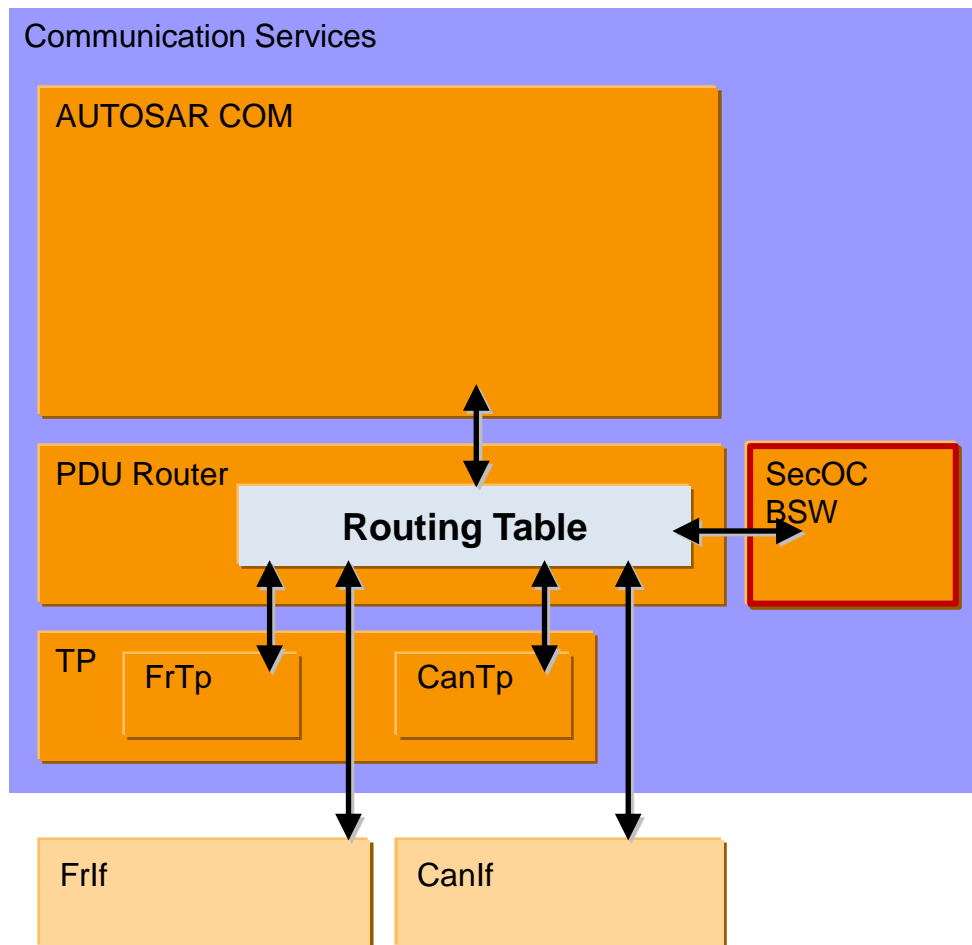 Communication Services
AUTOSAR COM
PDU Router
SecOC
BSW
Routing Table
TP
FrTp
CanTp
FrIf
CanIf